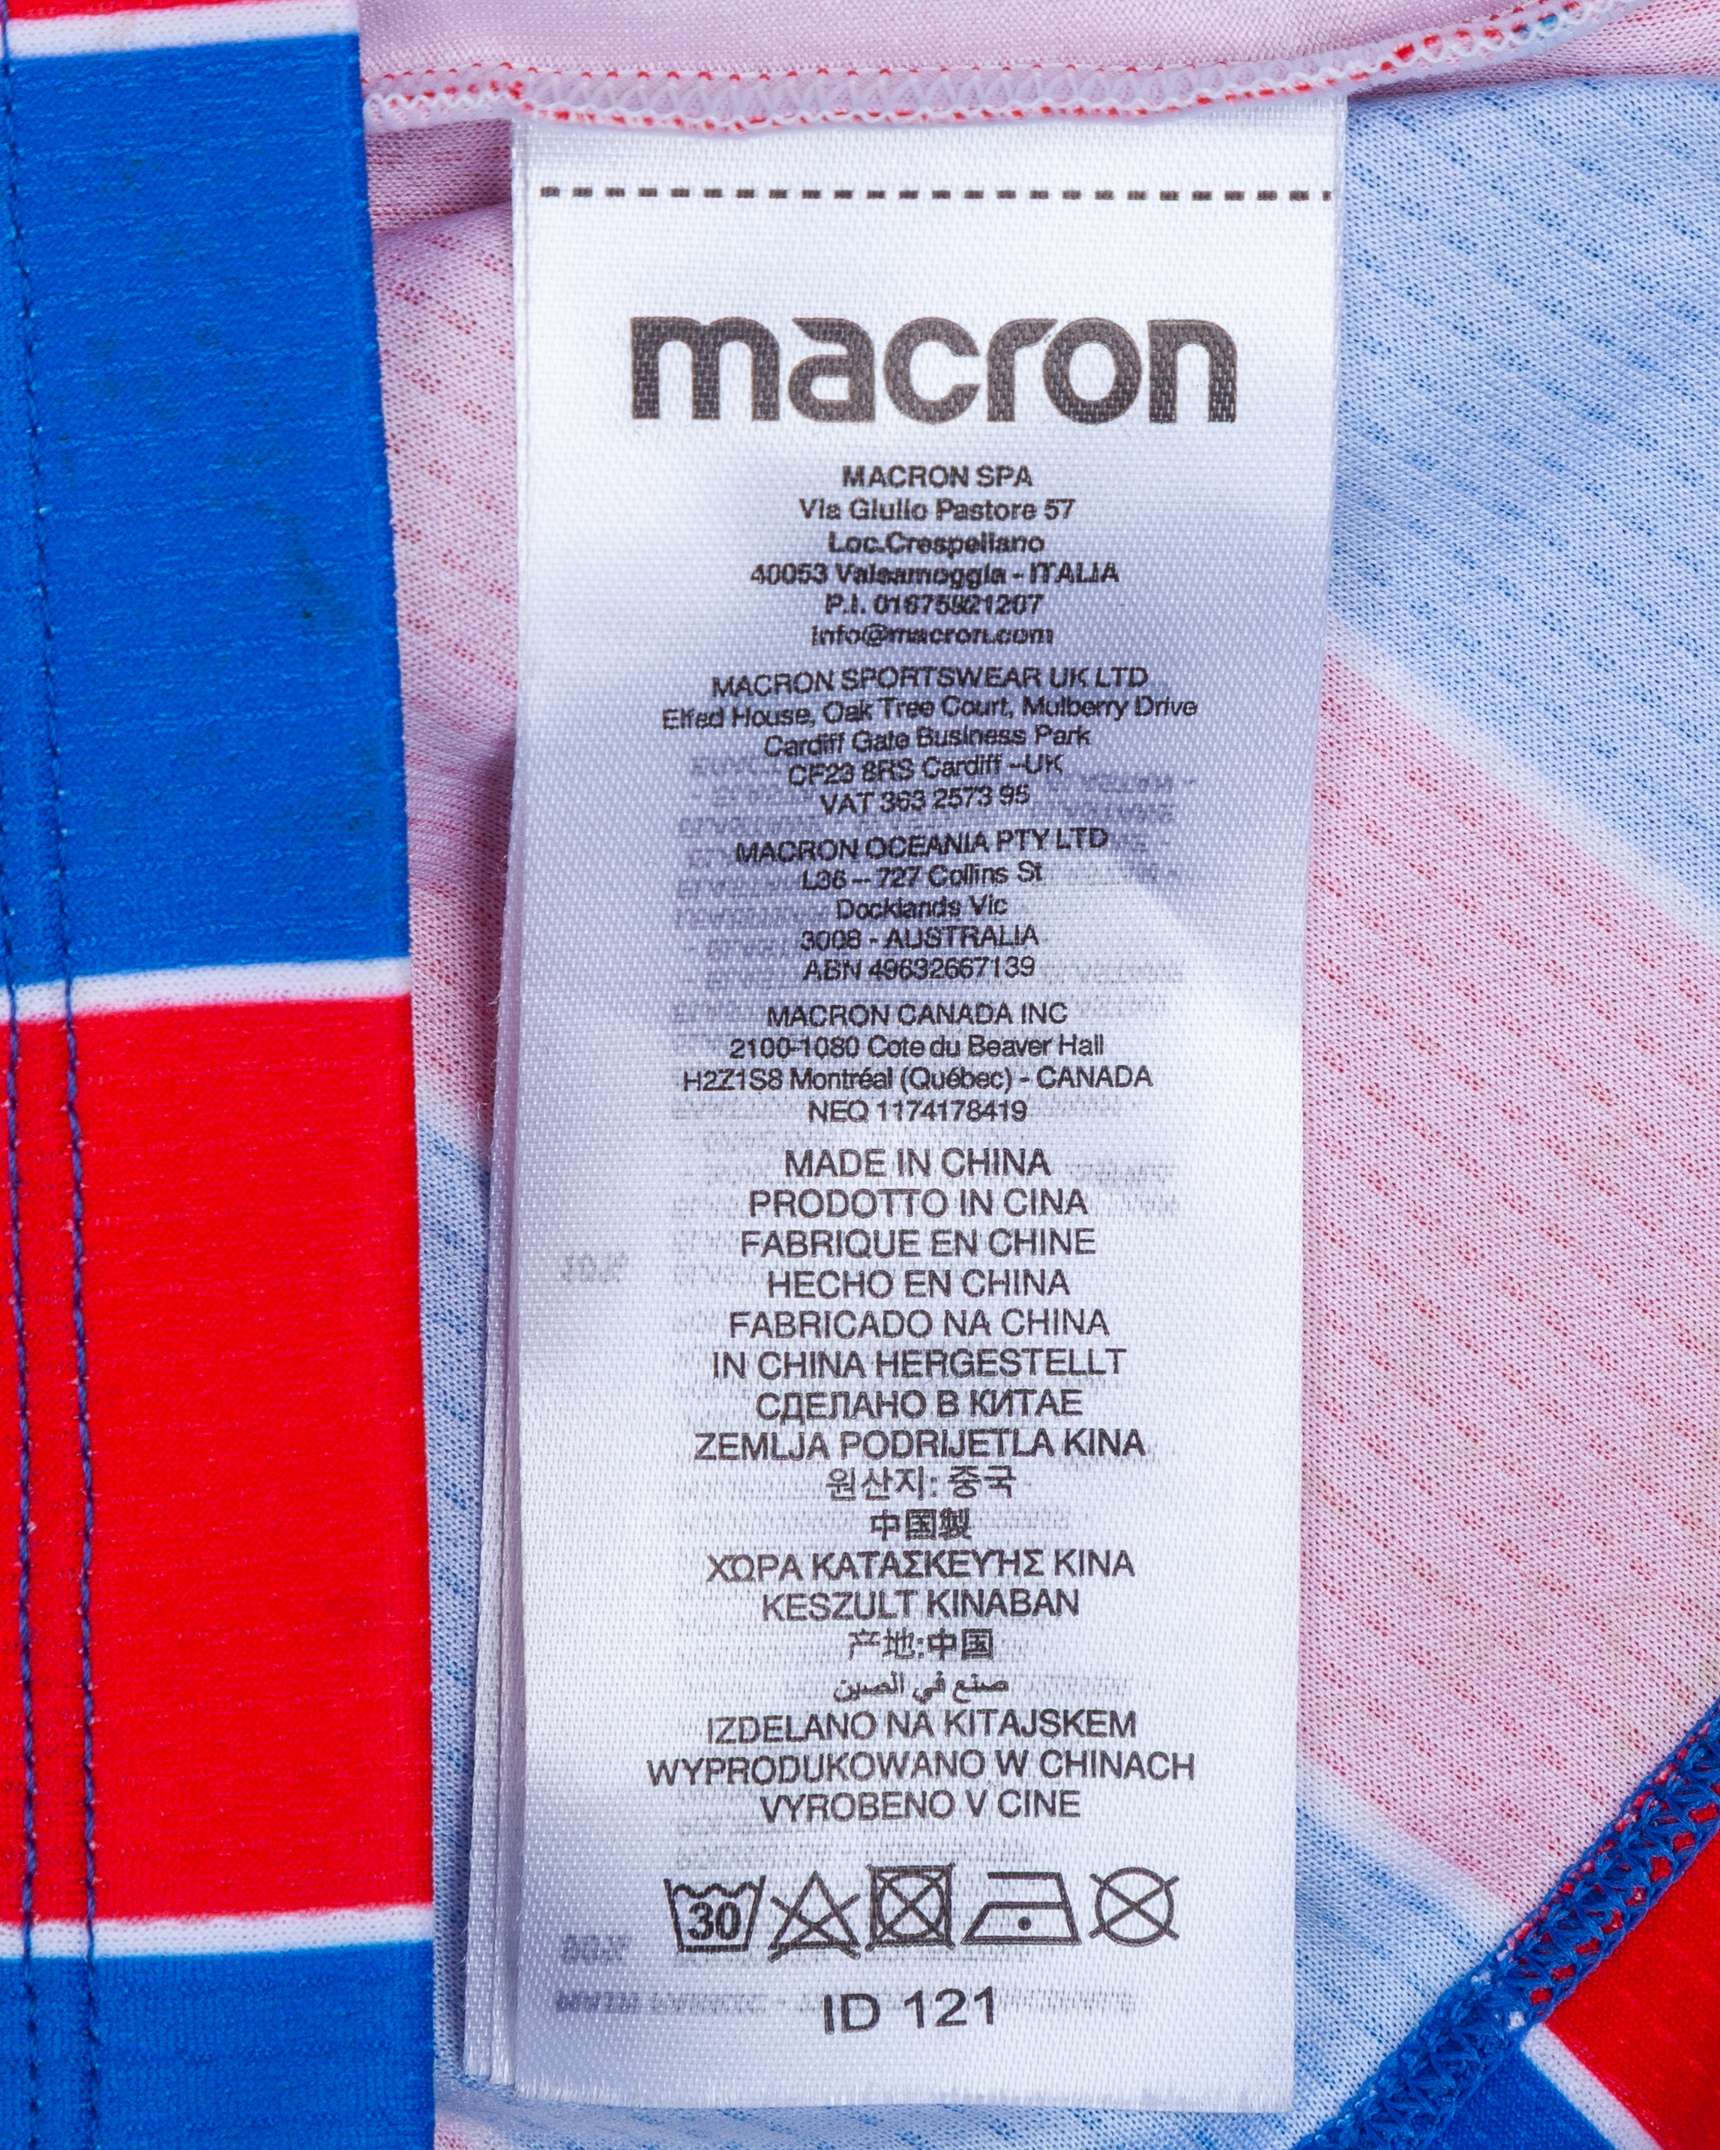 macron
MACRON SPA
Via Giulio Pastore 57
Loc.Crespellano
40053 Valsamoggia - ITALIA
P.I. 01675921207
info@macron.com
MACRON SPORTSWEAR UK LTD
Elfed House, Oak Tree Court, Mulberry Drive
Cardiff Gate Business Park
CF23 8RS Cardiff –UK
VAT 363 2573 95
MACRON OCEANIA PTY LTD
L36 – 727 Collins St
Docklands Vic
3008 - AUSTRALIA
ABN 49632667139
MACRON CANADA INC
2100-1080 Cote du Beaver Hall
H2Z1S8 Montréal (Québec) - CANADA
NEQ 1174178419
MADE IN CHINA
PRODOTTO IN CINA
FABRIQUE EN CHINE
HECHO EN CHINA
FABRICADO NA CHINA
IN CHINA HERGESTELLT
СДЕЛАНО В КИТАЕ
ZEMLJA PODRIJETLA KINA
원산지: 중국
中国製
ΧΏΡΑ ΚΑΤΑΣΚΕΥΉΣ ΚΙΝΑ
KESZULT KINABAN
产地:中国
صنع في الصين
IZDELANO NA KITAJSKEM
WYPRODUKOWANO W CHINACH
VYROBENO V CINE
30
ID 121